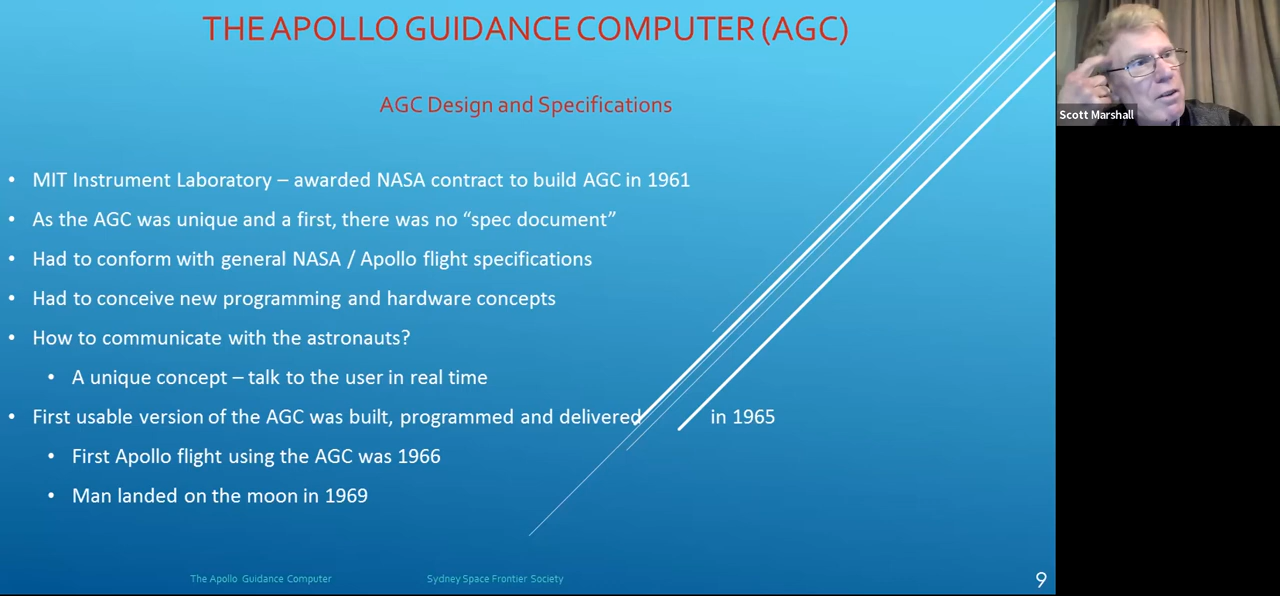 THE APOLLO GUIDANCE COMPUTER (AGC)
AGC Design and Specifications
• MIT Instrument Laboratory – awarded NASA contract to build AGC in 1961
• As the AGC was unique and a first, there was no “spec document”
• Had to conform with general NASA / Apollo flight specifications
• Had to conceive new programming and hardware concepts
• How to communicate with the astronauts?
• A unique concept – talk to the user in real time
• First usable version of the AGC was built, programmed and delivered in 1965
• First Apollo flight using the AGC was 1966
• Man landed on the moon in 1969
The Apollo Guidance Computer Sydney Space Frontier Society 9
Scott Marshall